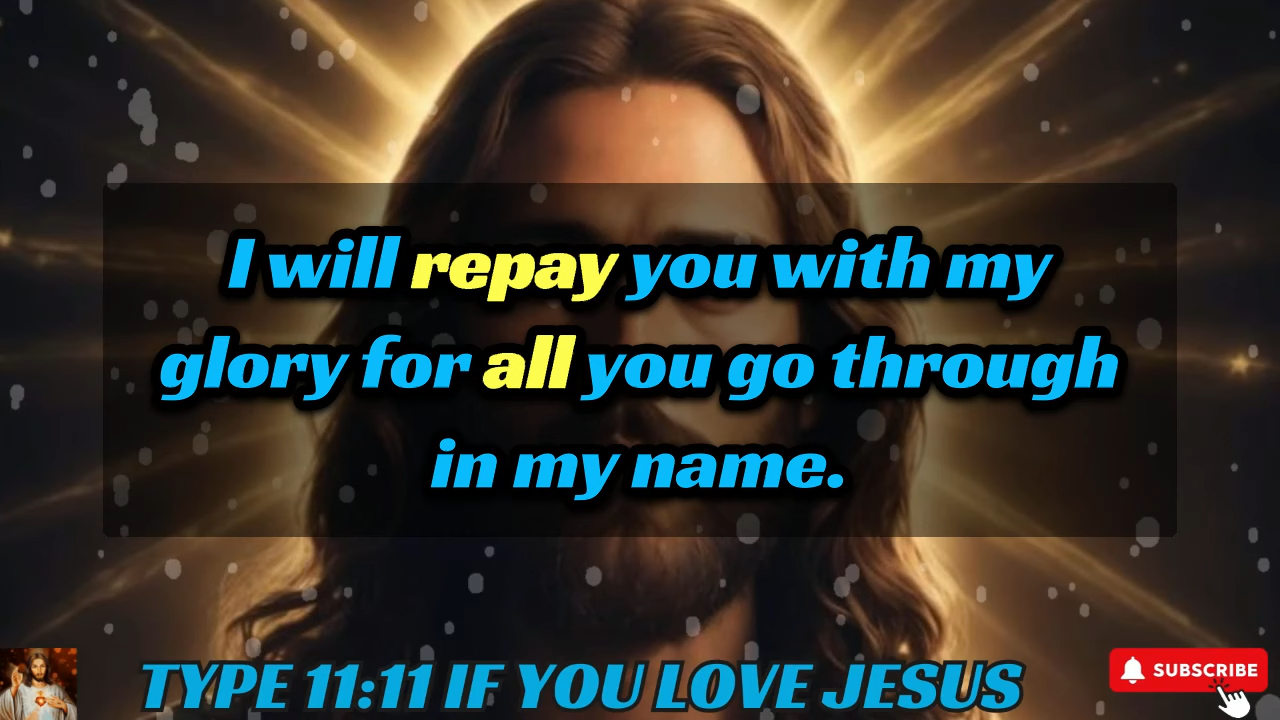 I will repay you with my
glory for all you go through
in my name.
TYPE 11:11 IF YOU LOVE JESUS
SUBSCRIBE